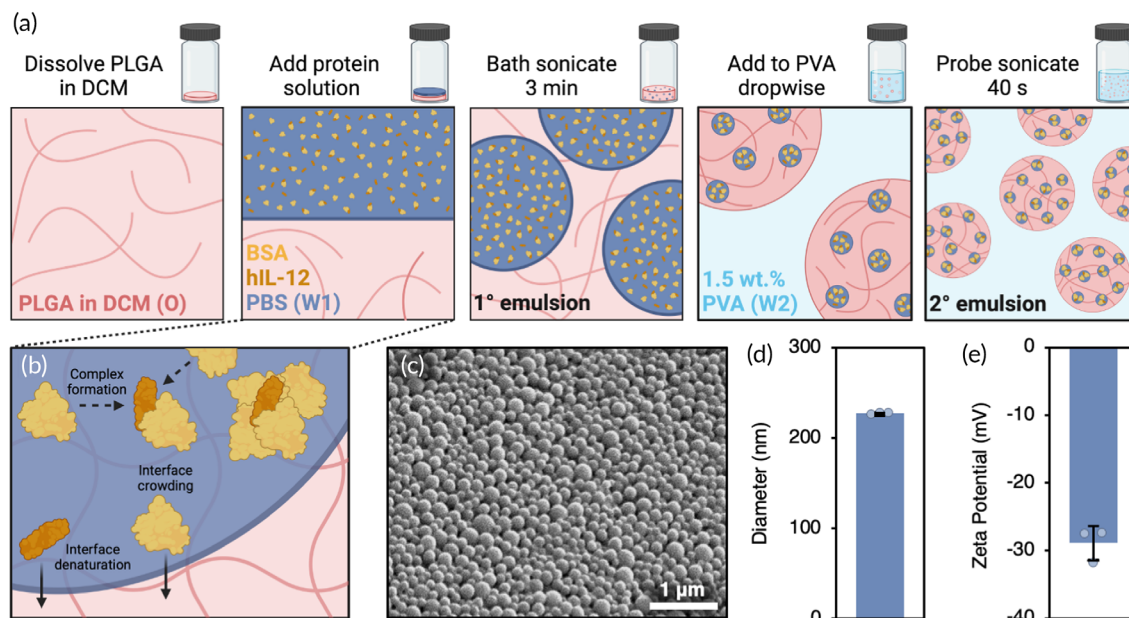 (a)
Dissolve PLGA
in DCM
Add protein
solution
Bath sonicate
3 min
Add to PVA
dropwise
Probe sonicate
40 s
PLGA in DCM (O)
BSA
hIL-12
PBS (W1)
1° emulsion
1.5 wt.%
PVA (W2)
2° emulsion
(b)
Complex
formation
Interface
crowding
Interface
denaturation
(c)
1 µm
(d)
300
200
100
0
Diameter (nm)
(e)
0
-10
-20
-30
-40
Zeta Potential (mV)